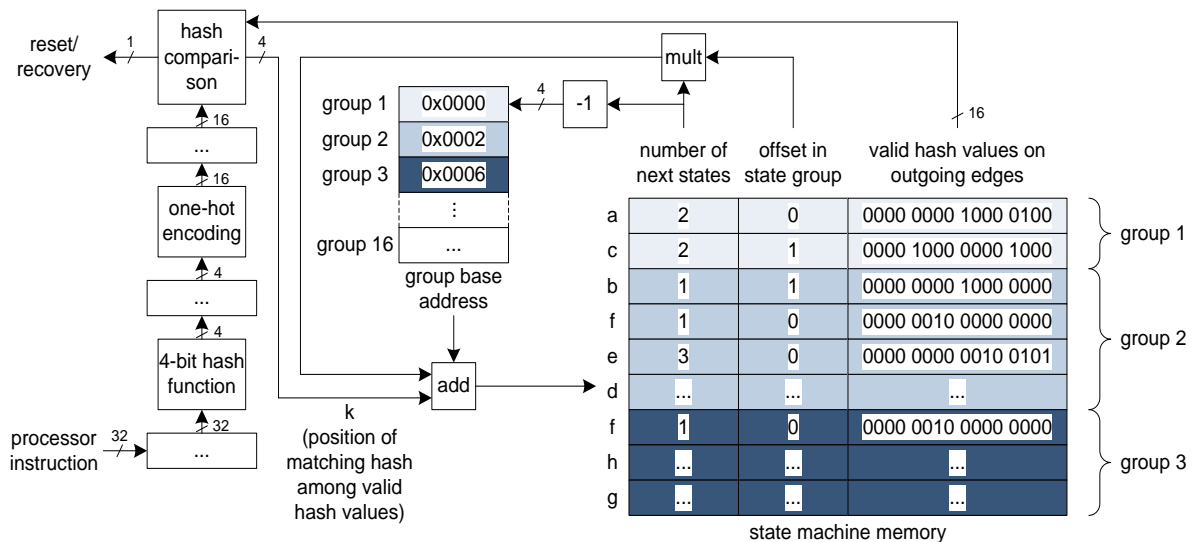 reset/
recovery
1
hash
compari-
son
4
16
...
16
one-hot
encoding
4
...
4
4-bit hash
function
32
processor
instruction
32
...
k
(position of
matching hash
among valid
hash values)
group 1 0x0000
group 2 0x0002
group 3 0x0006
⋮
group 16 ...
group base
address
add
4
-1
mult
16
number of
next states
offset in
state group
valid hash values on
outgoing edges
a 2 0 0000 0000 1000 0100
c 2 1 0000 1000 0000 1000
b 1 1 0000 0000 1000 0000
f 1 0 0000 0010 0000 0000
e 3 0 0000 0000 0010 0101
d ... ... ...
f 1 0 0000 0010 0000 0000
h ... ... ...
g ... ... ...
group 1
group 2
group 3
state machine memory